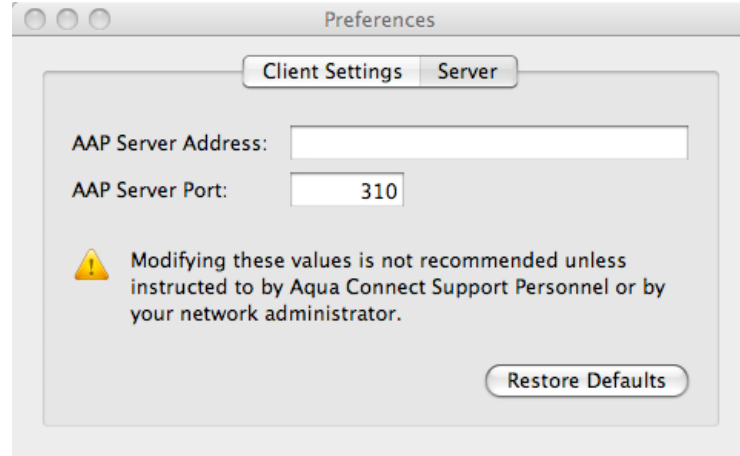 Preferences
Client Settings Server
AAP Server Address:
AAP Server Port: 310
Modifying these values is not recommended unless
instructed to by Aqua Connect Support Personnel or by
your network administrator.
Restore Defaults